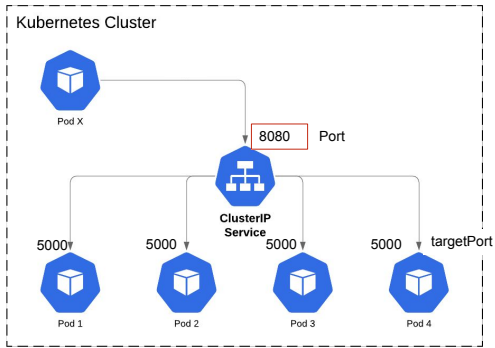 Kubernetes Cluster
Pod X
8080 Port
ClusterIP
Service
5000 5000 5000 5000 targetPort
Pod 1 Pod 2 Pod 3 Pod 4